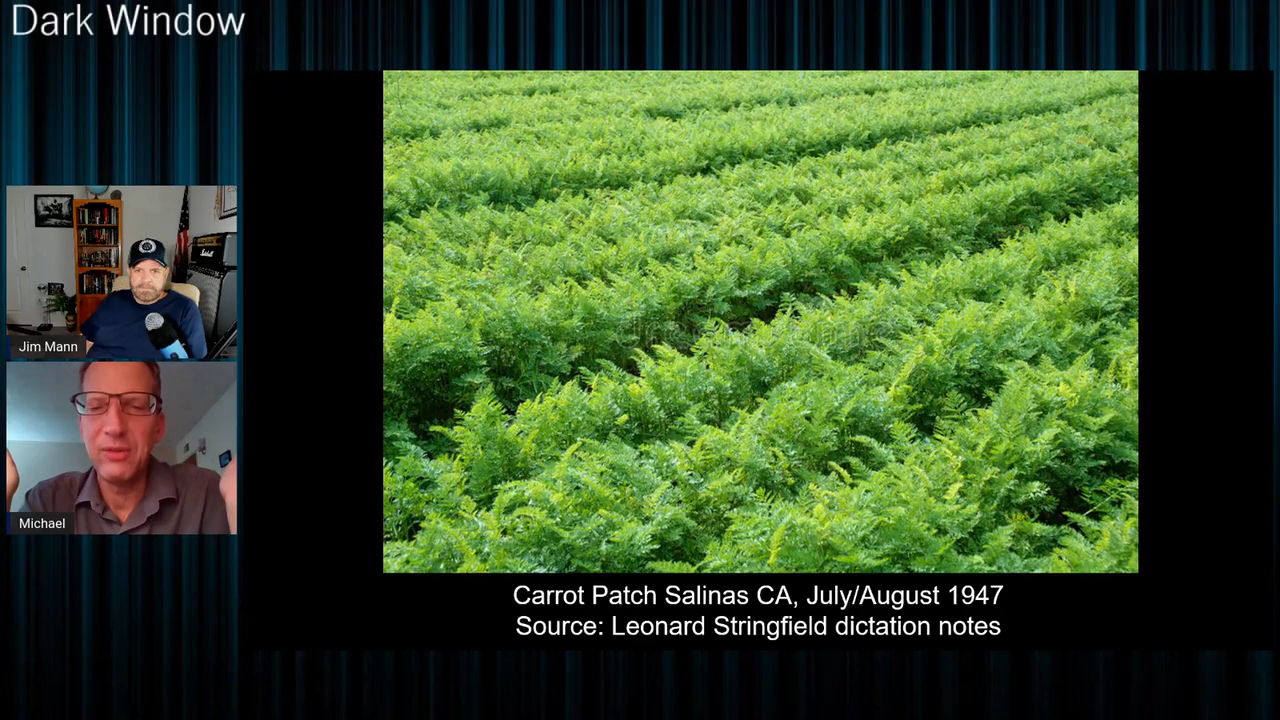 Dark Window
Jim Mann
Michael
Carrot Patch Salinas CA, July/August 1947
Source: Leonard Stringfield dictation notes